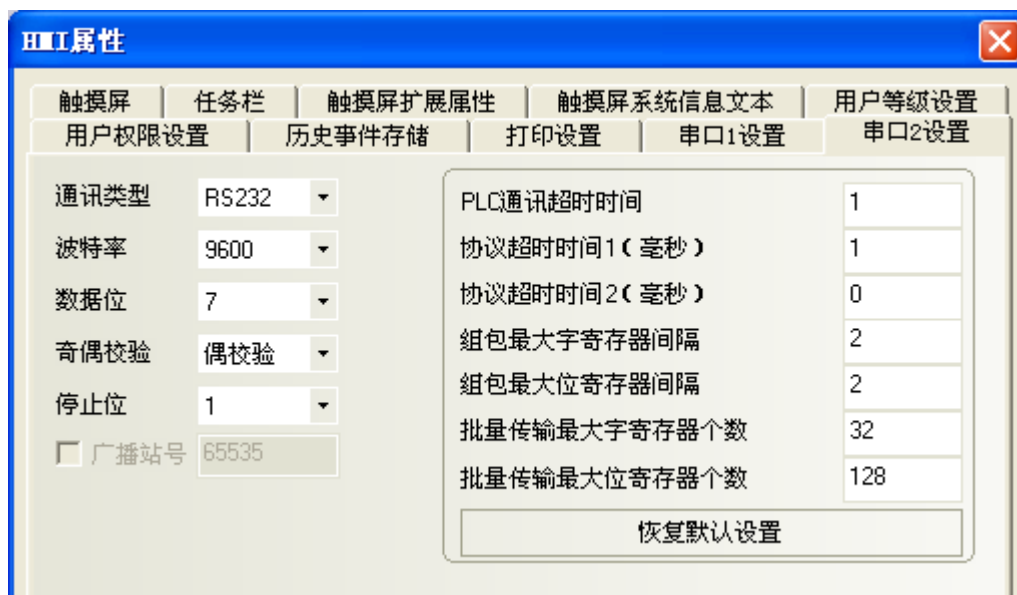 HMI属性
触摸屏 任务栏 触摸屏扩展属性 触摸屏系统信息文本 用户等级设置
用户权限设置 历史事件存储 打印设置 串口1设置 串口2设置
通讯类型 RS232
波特率 9600
数据位 7
奇偶校验 偶校验
停止位 1
广播站号 65535
PLC通讯超时时间 1
协议超时时间1(毫秒) 1
协议超时时间2(毫秒) 0
组包最大字寄存器间隔 2
组包最大位寄存器间隔 2
批量传输最大字寄存器个数 32
批量传输最大位寄存器个数 128
恢复默认设置